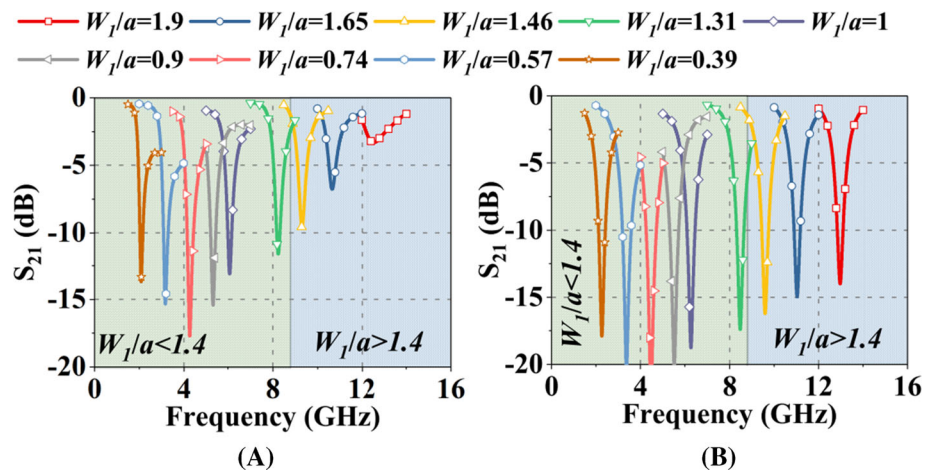 W₁/a=1.9 W₁/a=1.65 W₁/a=1.46 W₁/a=1.31 W₁/a=1
W₁/a=0.9 W₁/a=0.74 W₁/a=0.57 W₁/a=0.39
0
-5
-10
-15
-20
S₂₁ (dB)
W₁/a<1.4
W₁/a>1.4
0 4 8 12 16
Frequency (GHz)
(A)
0
-5
-10
-15
-20
S₂₁ (dB)
W₁/a<1.4
W₁/a>1.4
0 4 8 12 16
Frequency (GHz)
(B)